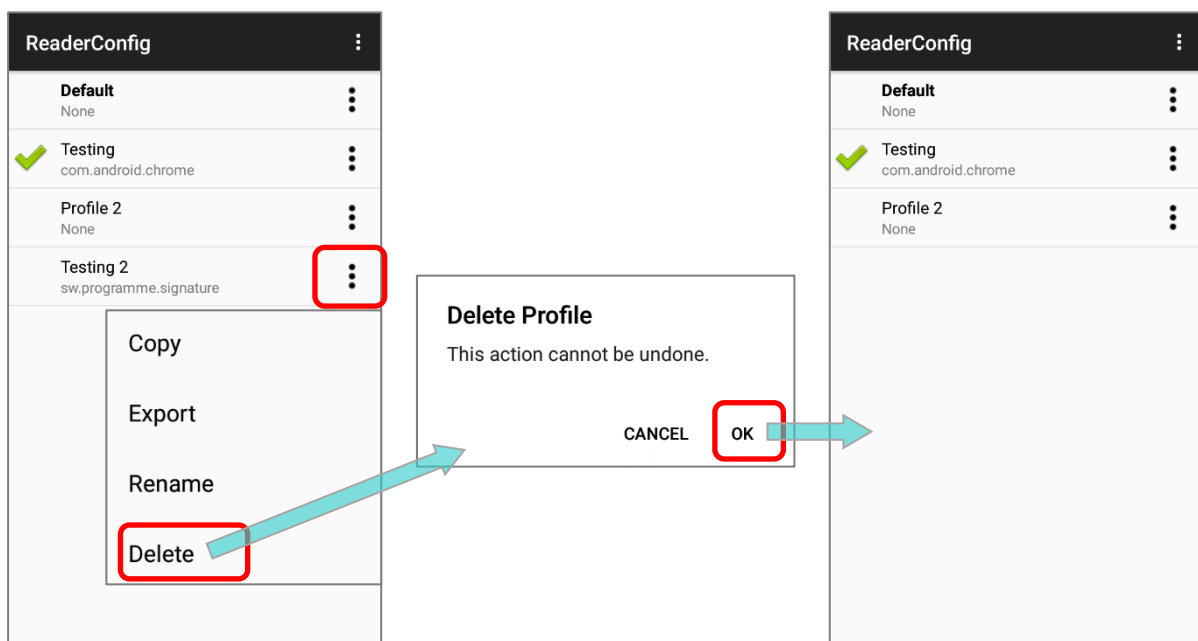 ReaderConfig
Default
None
Testing
com.android.chrome
Profile 2
None
Testing 2
sw.programme.signature
Copy
Export
Rename
Delete
Delete Profile
This action cannot be undone.
CANCEL OK
ReaderConfig
Default
None
Testing
com.android.chrome
Profile 2
None